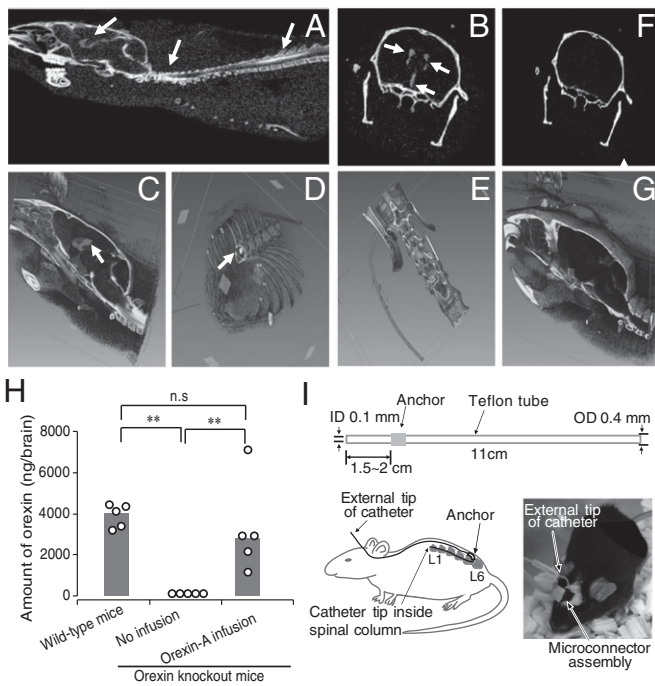 A
B
F
C
D
E
G
H
n.s
**
**
Amount of orexin (ng/brain)
8000
6000
4000
2000
0
Wild-type mice
No infusion
Orexin-A infusion
Orexin knockout mice
I
Anchor
Teflon tube
ID 0.1 mm
OD 0.4 mm
1.5~2 cm
11cm
External tip
of catheter
Anchor
L1
L6
Catheter tip inside
spinal column
External tip
of catheter
Microconnector
assembly